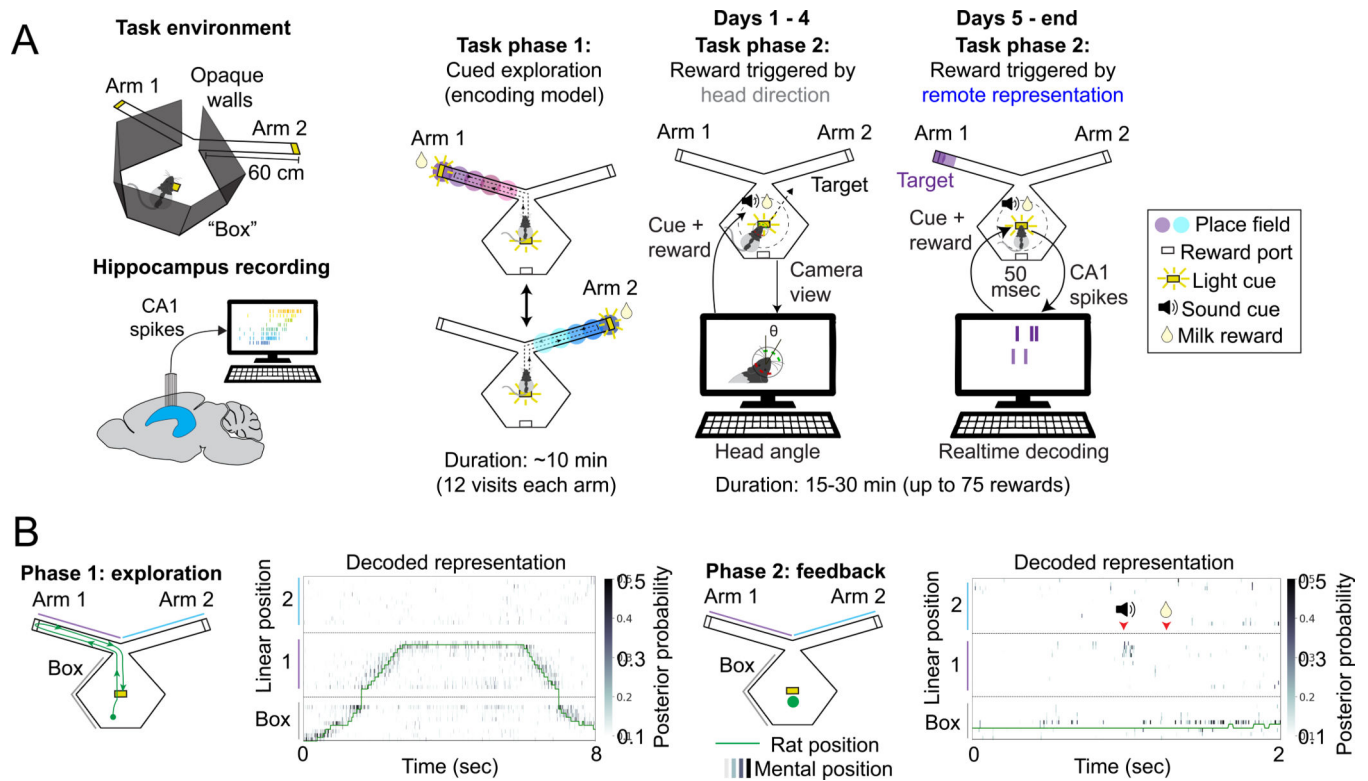 A
Task environment
Arm 1
Opaque
walls
Arm 2
60 cm
"Box"
Hippocampus recording
CA1
spikes
Task phase 1:
Cued exploration
(encoding model)
Arm 1
Arm 2
Duration: ~10 min
(12 visits each arm)
Days 1 - 4
Task phase 2:
Reward triggered by
head direction
Arm 1
Arm 2
Target
Cue +
reward
Camera
view
θ
Head angle
Days 5 - end
Task phase 2:
Reward triggered by
remote representation
Arm 1
Arm 2
Target
Cue +
reward
50
msec
CA1
spikes
Realtime decoding
Duration: 15-30 min (up to 75 rewards)
Place field
Reward port
Light cue
Sound cue
Milk reward
B
Phase 1: exploration
Arm 1
Arm 2
Box
Decoded representation
Linear position
2
1
Box
0
8
Time (sec)
0.5
0.4
0.3
0.2
0.1
Posterior probability
Phase 2: feedback
Arm 1
Arm 2
Box
Rat position
Mental position
Decoded representation
Linear position
2
1
Box
0
2
Time (sec)
0.5
0.4
0.3
0.2
0.1
Posterior probability